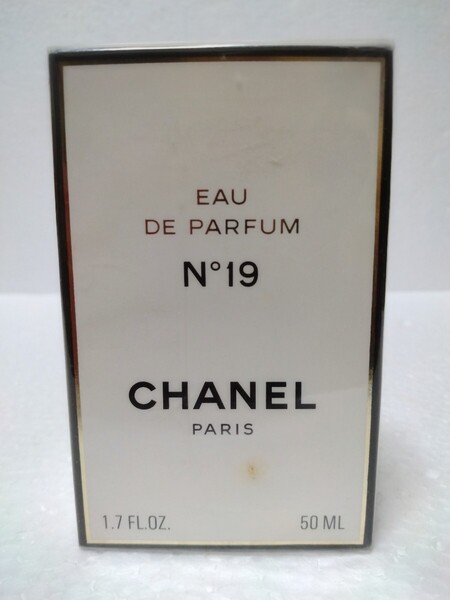 EAU
DE PARFUM
N°19
CHANEL
PARIS
1.7 FL.OZ. 50 ML